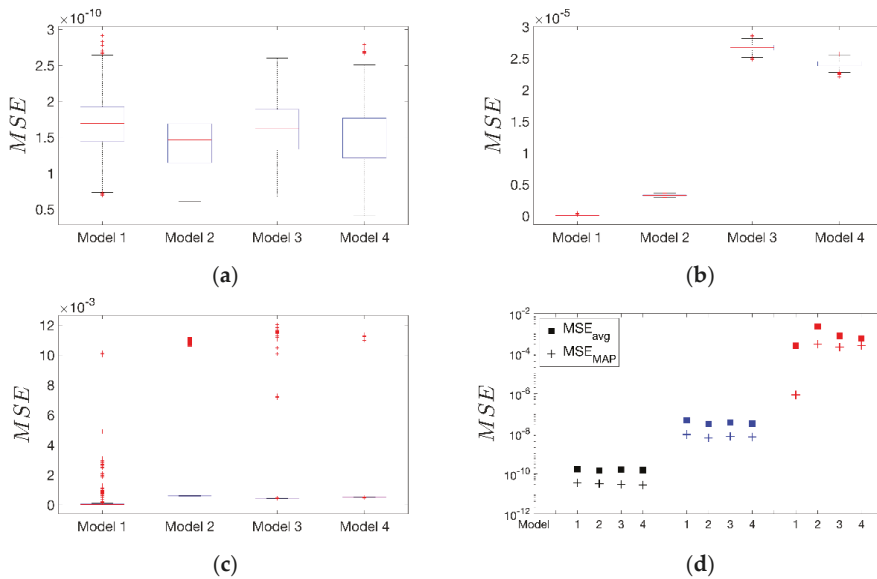 ×10⁻¹⁰
3
2.5
2
1.5
1
0.5
MSE
Model 1 Model 2 Model 3 Model 4
(a)
×10⁻⁵
3
2.5
2
1.5
1
0.5
0
MSE
Model 1 Model 2 Model 3 Model 4
(b)
×10⁻³
12
10
8
6
4
2
0
MSE
Model 1 Model 2 Model 3 Model 4
(c)
MSE_avg
MSE_MAP
10⁻²
10⁻⁴
10⁻⁶
10⁻⁸
10⁻¹⁰
10⁻¹²
MSE
Model 1 2 3 4 1 2 3 4 1 2 3 4
(d)